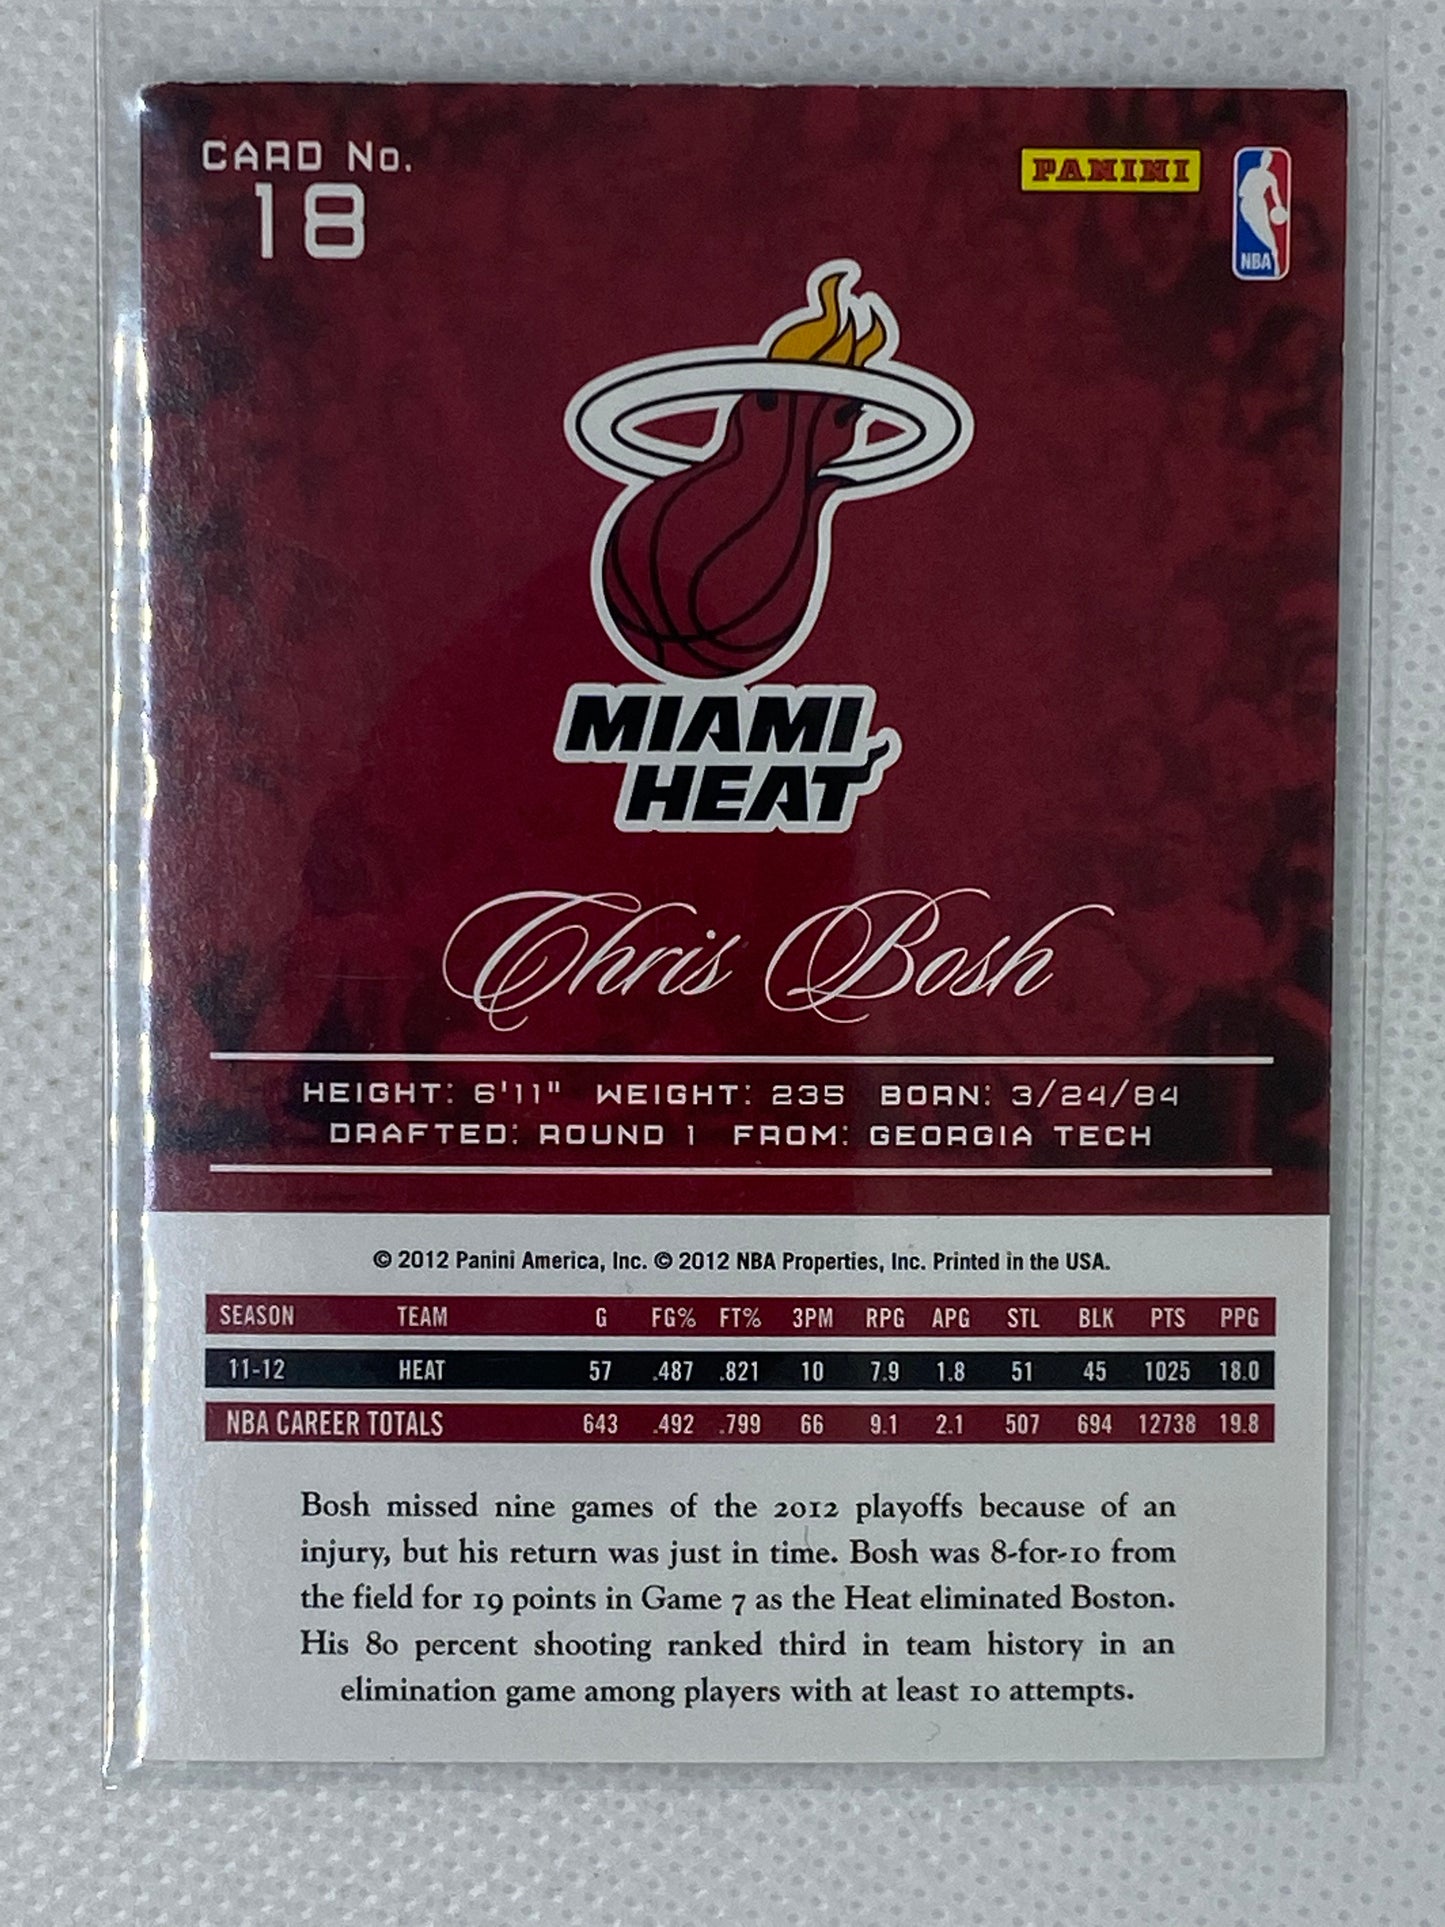 CARD No.
18
PANINI
NBA
MIAMI
HEAT
Chris Bosh
HEIGHT: 6'11" WEIGHT: 235 BORN: 3/24/84
DRAFTED: ROUND 1 FROM: GEORGIA TECH
© 2012 Panini America, Inc. © 2012 NBA Properties, Inc. Printed in the USA.
SEASON TEAM G FG% FT% 3PM RPG APG STL BLK PTS PPG
11-12 HEAT 57 .487 .821 10 7.9 1.8 51 45 1025 18.0
NBA CAREER TOTALS 643 .492 .799 66 9.1 2.1 507 694 12738 19.8
Bosh missed nine games of the 2012 playoffs because of an
injury, but his return was just in time. Bosh was 8-for-10 from
the field for 19 points in Game 7 as the Heat eliminated Boston.
His 80 percent shooting ranked third in team history in an
elimination game among players with at least 10 attempts.